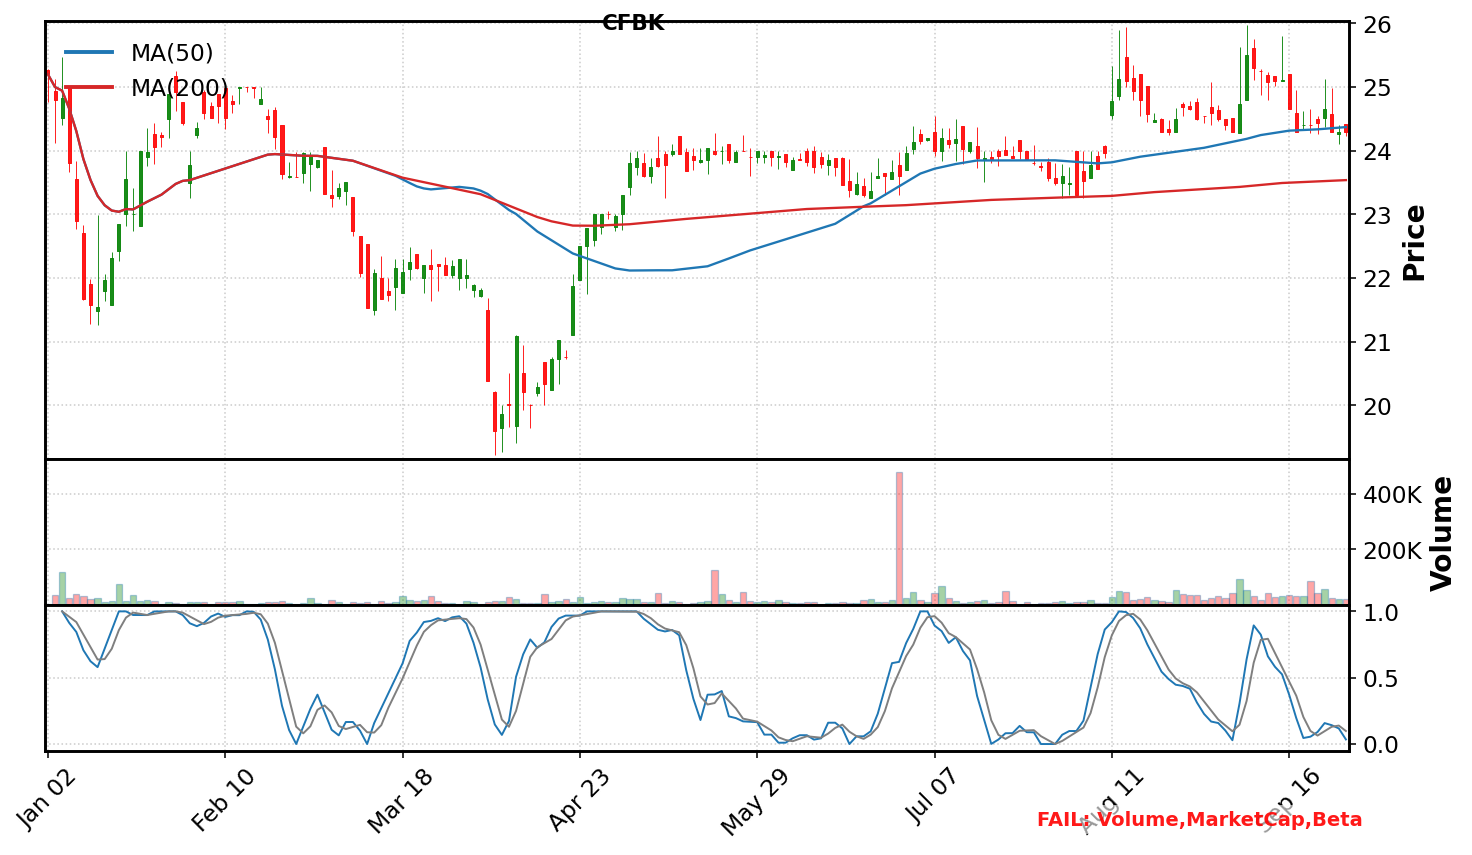 CFBK
MA(50)
MA(200)
26
25
24
23
22
21
20
Price
400K
200K
Volume
1.0
0.5
0.0
Jan 02
Feb 10
Mar 18
Apr 23
May 29
Jul 07
Aug 11
Sep 16
FAIL: Volume,MarketCap,Beta